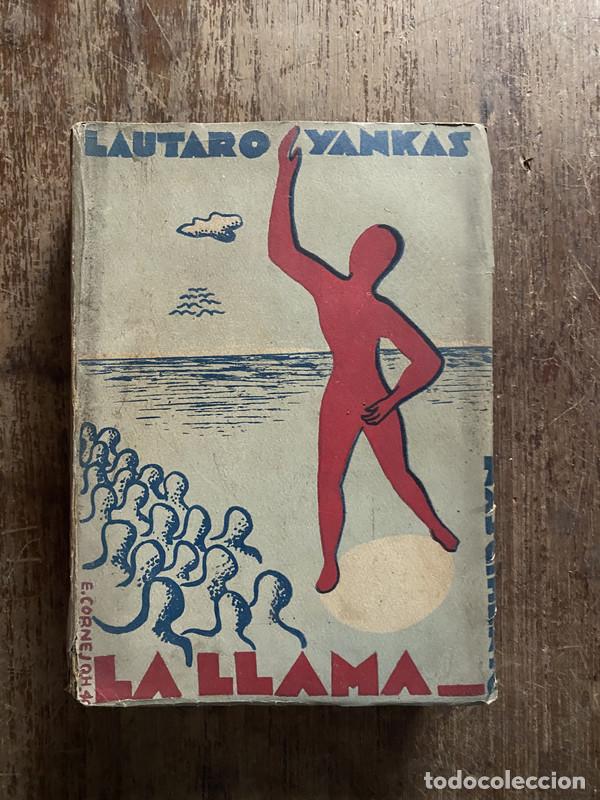 LAUTARO YANKAS
E. CORNEJO H. 4
LA LLAMA
todocoleccion